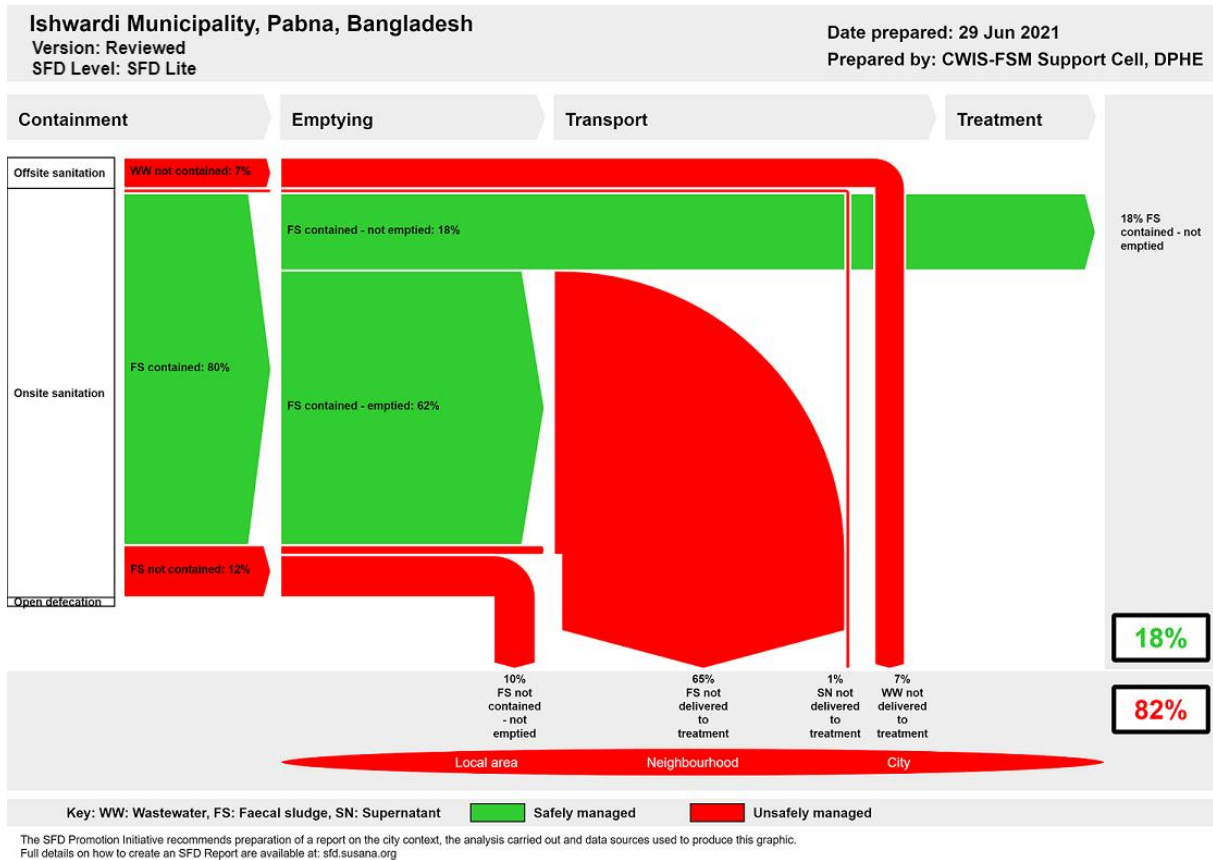 Ishwardi Municipality, Pabna, Bangladesh
Version: Reviewed
SFD Level: SFD Lite
Date prepared: 29 Jun 2021
Prepared by: CWIS-FSM Support Cell, DPHE
Containment
Emptying
Transport
Treatment
Offsite sanitation
WW not contained: 7%
FS contained - not emptied: 18%
18% FS
contained - not
emptied
Onsite sanitation
FS contained: 80%
FS contained - emptied: 62%
FS not contained: 12%
Open defecation
18%
10%
FS not
contained
- not
emptied
65%
FS not
delivered
to
treatment
1%
SN not
delivered
to
treatment
7%
WW not
delivered
to
treatment
82%
Local area
Neighbourhood
City
Key: WW: Wastewater, FS: Faecal sludge, SN: Supernatant
Safely managed
Unsafely managed
The SFD Promotion Initiative recommends preparation of a report on the city context, the analysis carried out and data sources used to produce this graphic.
Full details on how to create an SFD Report are available at: sfd.susana.org